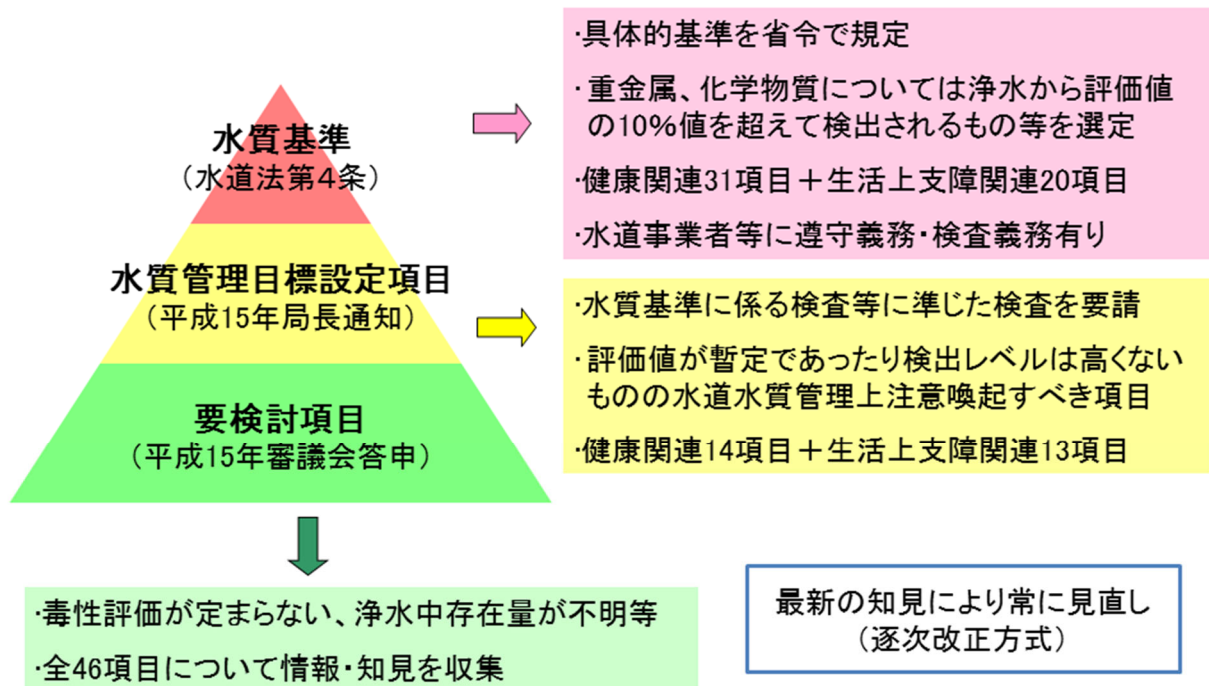 水質基準
(水道法第4条)
水質管理目標設定項目
(平成15年局長通知)
要検討項目
(平成15年審議会答申)
・具体的基準を省令で規定
・重金属、化学物質については浄水から評価値
の10%値を超えて検出されるもの等を選定
・健康関連31項目+生活上支障関連20項目
・水道事業者等に遵守義務・検査義務有り
・水質基準に係る検査等に準じた検査を要請
・評価値が暫定であったり検出レベルは高くない
ものの水道水質管理上注意喚起すべき項目
・健康関連14項目+生活上支障関連13項目
・毒性評価が定まらない、浄水中存在量が不明等
・全46項目について情報・知見を収集
最新の知見により常に見直し
(逐次改正方式)